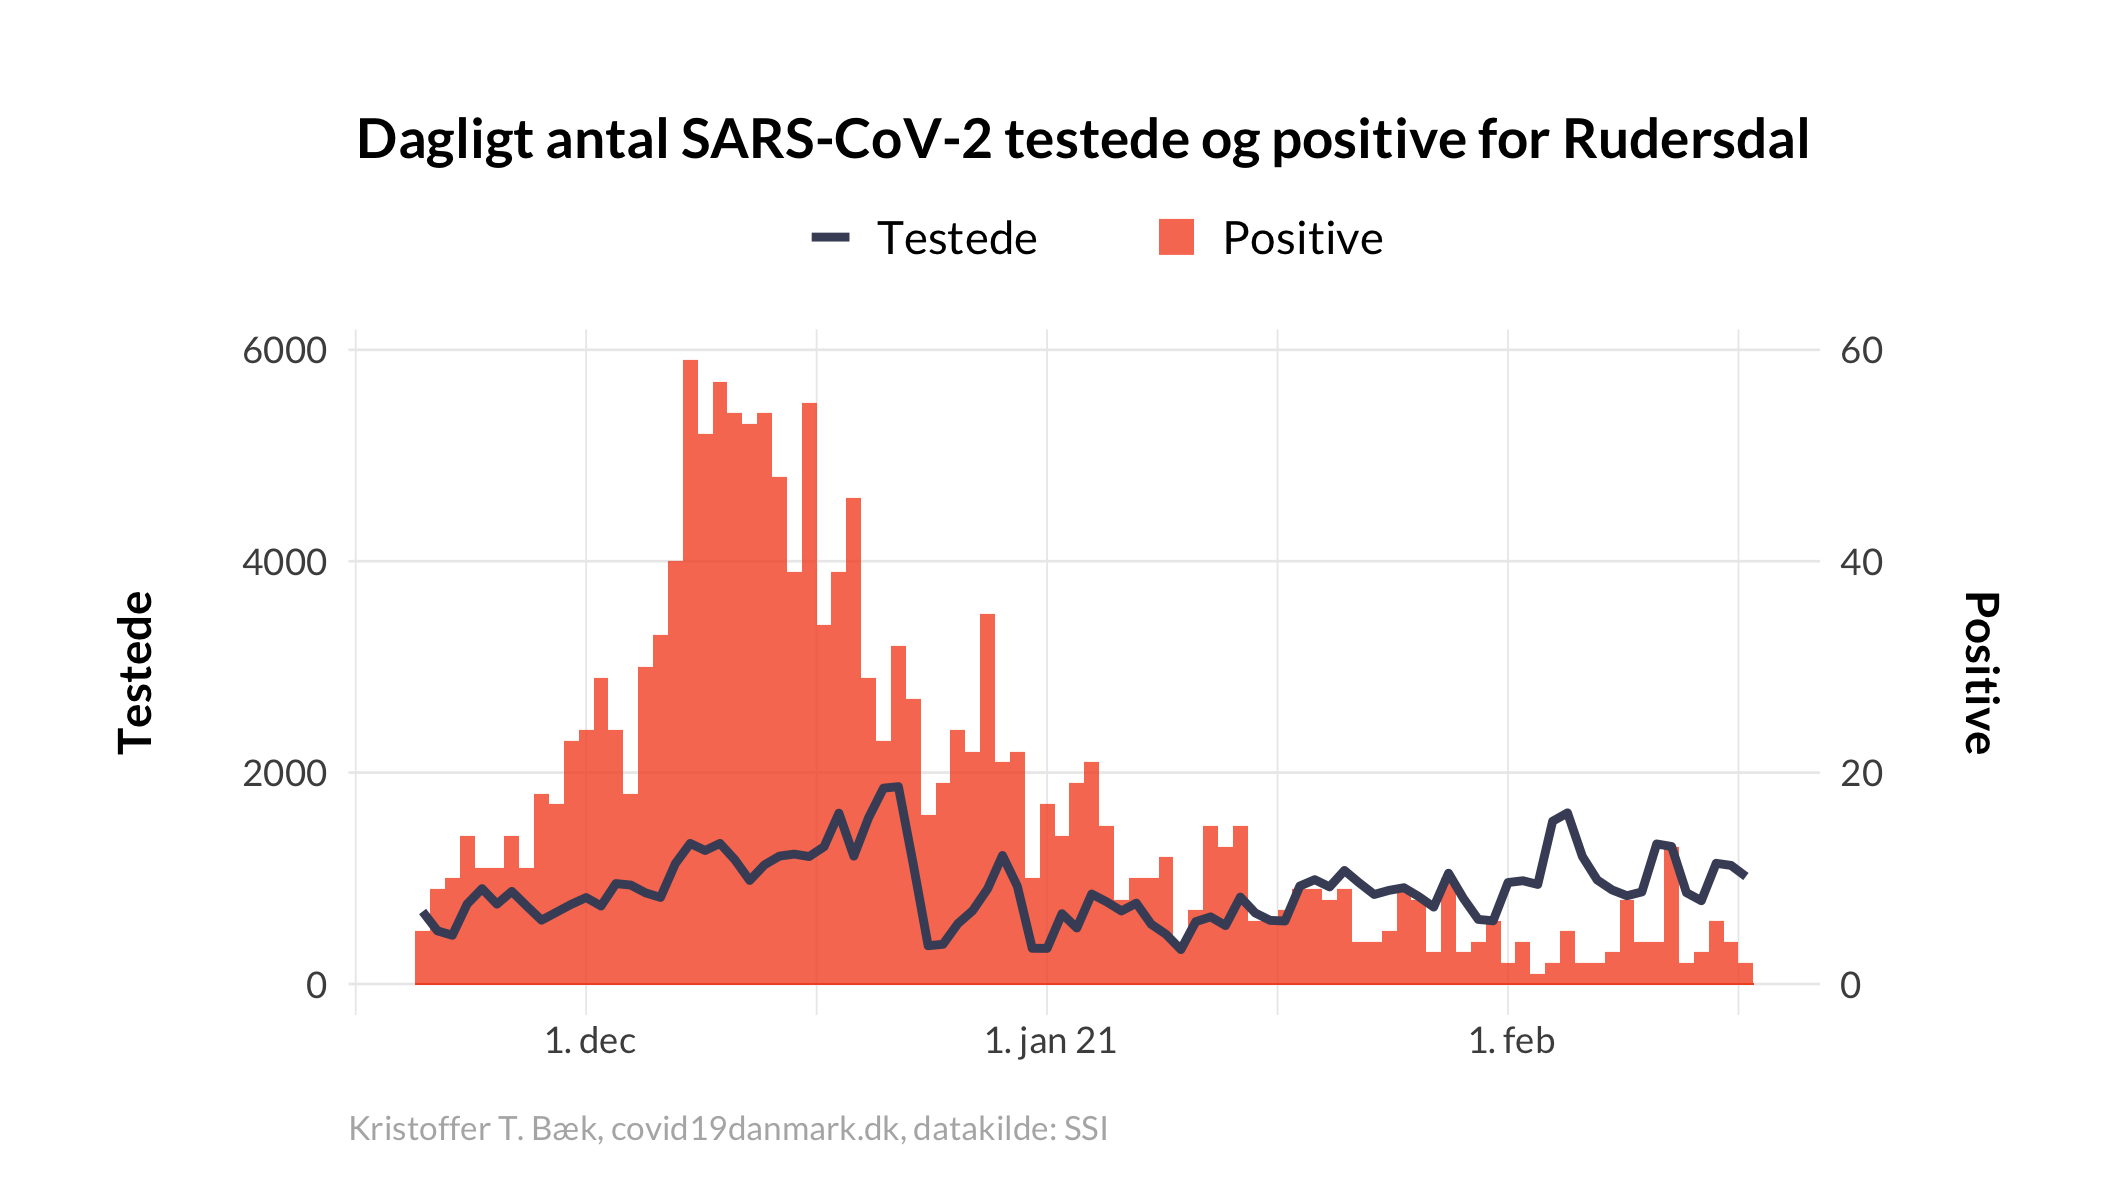 Dagligt antal SARS-CoV-2 testede og positive for Rudersdal
Testede
Positive
6000
4000
2000
0
Testede
60
40
20
0
Positive
1. dec
1. jan 21
1. feb
Kristoffer T. Bæk, covid19danmark.dk, datakilde: SSI